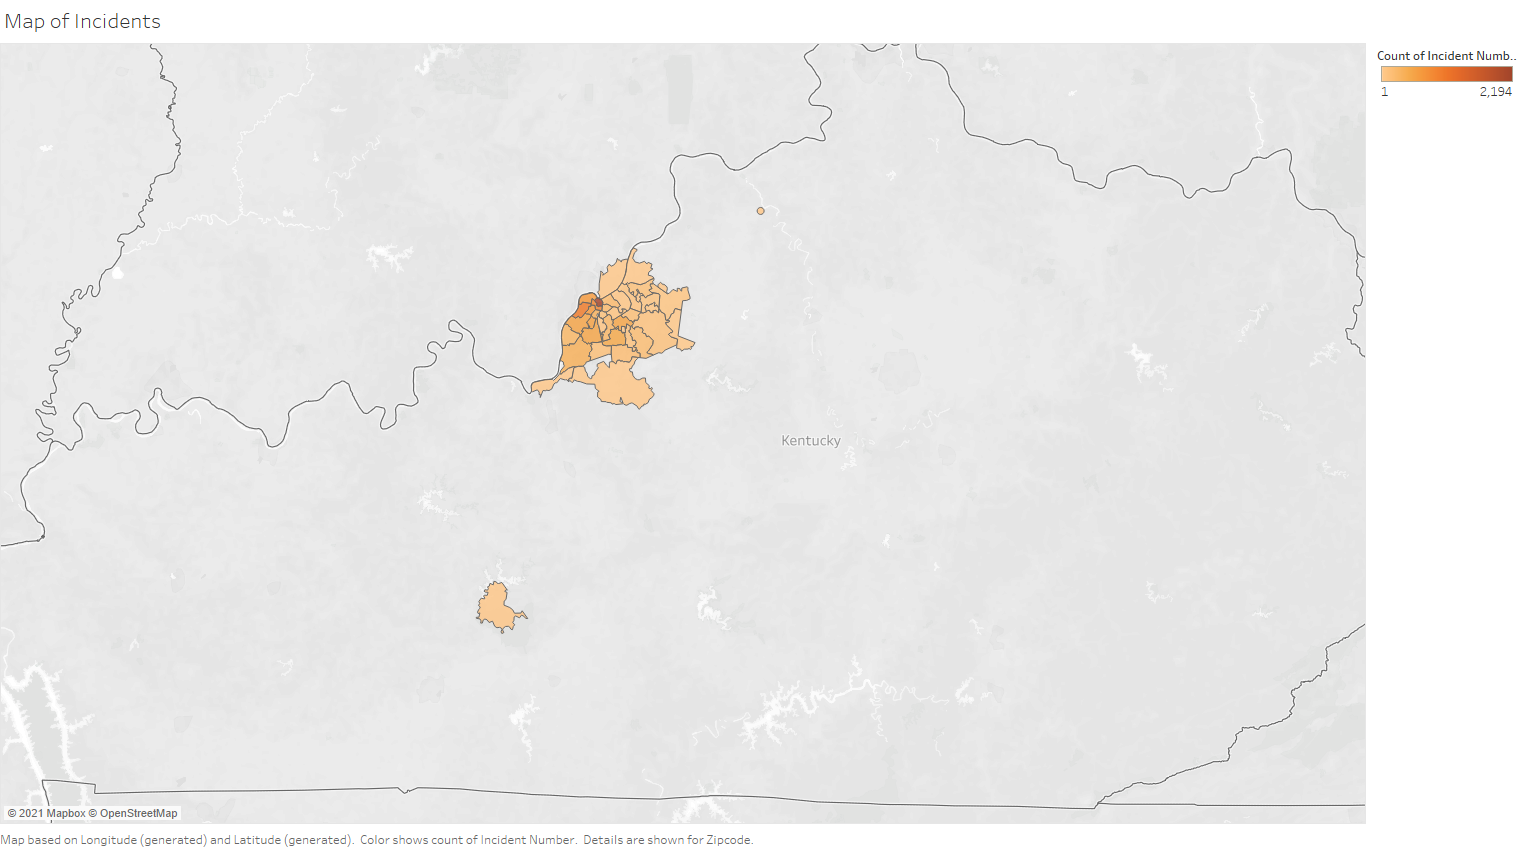 Map of Incidents
Count of Incident Numb..
1 2,194
Kentucky
© 2021 Mapbox © OpenStreetMap
Map based on Longitude (generated) and Latitude (generated). Color shows count of Incident Number. Details are shown for Zipcode.